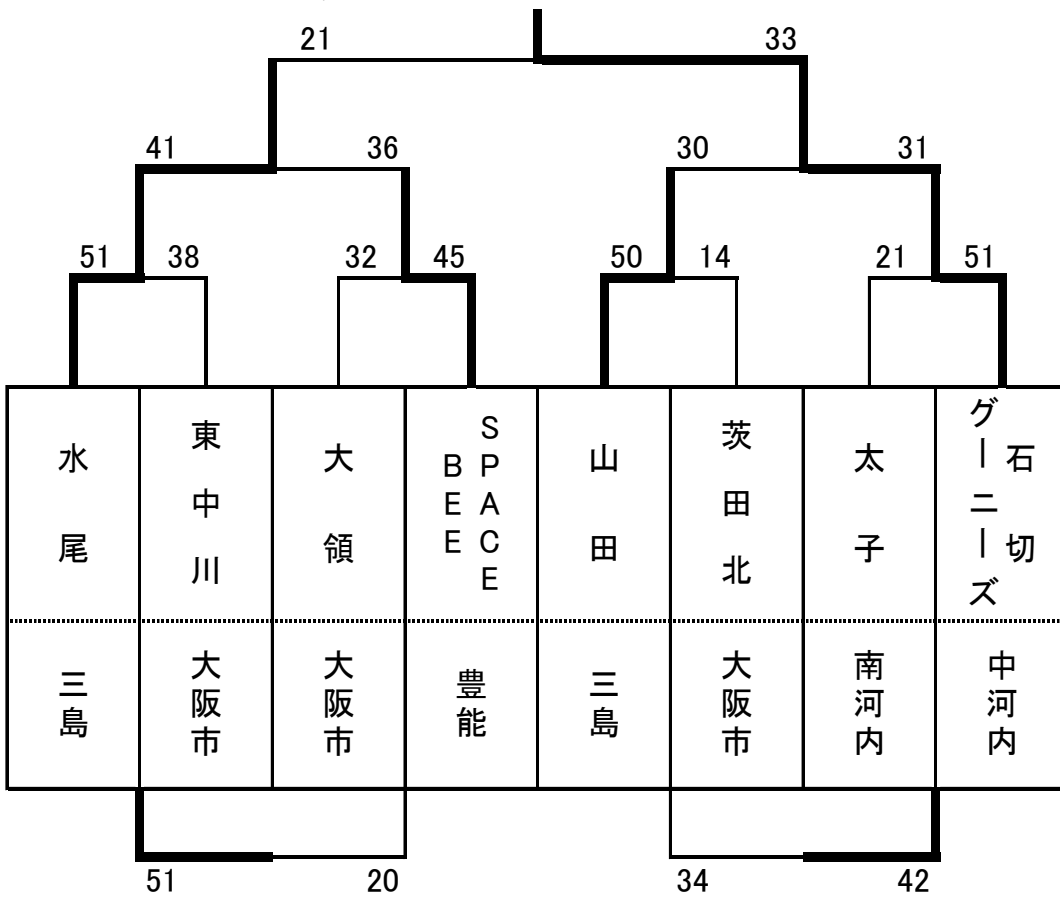 21 33
41 36 30 31
51 38 32 45 50 14 21 51
水尾
東中川
大領
SPACE
BEE
山田
茨田北
太子
石切
グーニーズ
三島
大阪市
大阪市
豊能
三島
大阪市
南河内
中河内
51 20 34 42